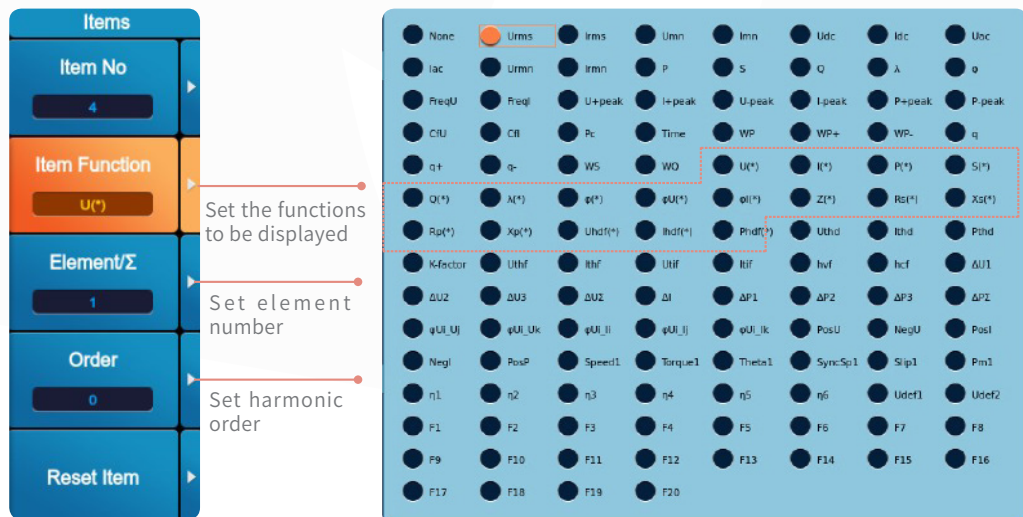 Items
Item No
4
Item Function
U(*)
Element/Σ
1
Order
0
Reset Item
Set the functions
to be displayed
Set element
number
Set harmonic
order
None Urms Irms Umn Imn Udc Idc Uac
Iac Urmn Irmn P S Q λ φ
FreqU FreqI U+peak I+peak U-peak I-peak P+peak P-peak
CfU CfI Pc Time WP WP+ WP- q
q+ q- WS WQ U(*) I(*) P(*) S(*)
Q(*) λ(*) φ(*) φU(*) φI(*) Z(*) Rs(*) Xs(*)
Rp(*) Xp(*) Uhdf(*) Ihdf(*) Phdf(*) Uthd Ithd Pthd
K-factor Uthf Ithf Utif Itif hvf hcf ΔU1
ΔU2 ΔU3 ΔUΣ ΔI ΔP1 ΔP2 ΔP3 ΔPΣ
φUi_Uj φUi_Uk φUi_Ii φUi_Ij φUi_Ik PosU NegU PosI
NegI PosP Speed1 Torque1 Theta1 SyncSp1 Slip1 Pm1
η1 η2 η3 η4 η5 η6 Udef1 Udef2
F1 F2 F3 F4 F5 F6 F7 F8
F9 F10 F11 F12 F13 F14 F15 F16
F17 F18 F19 F20